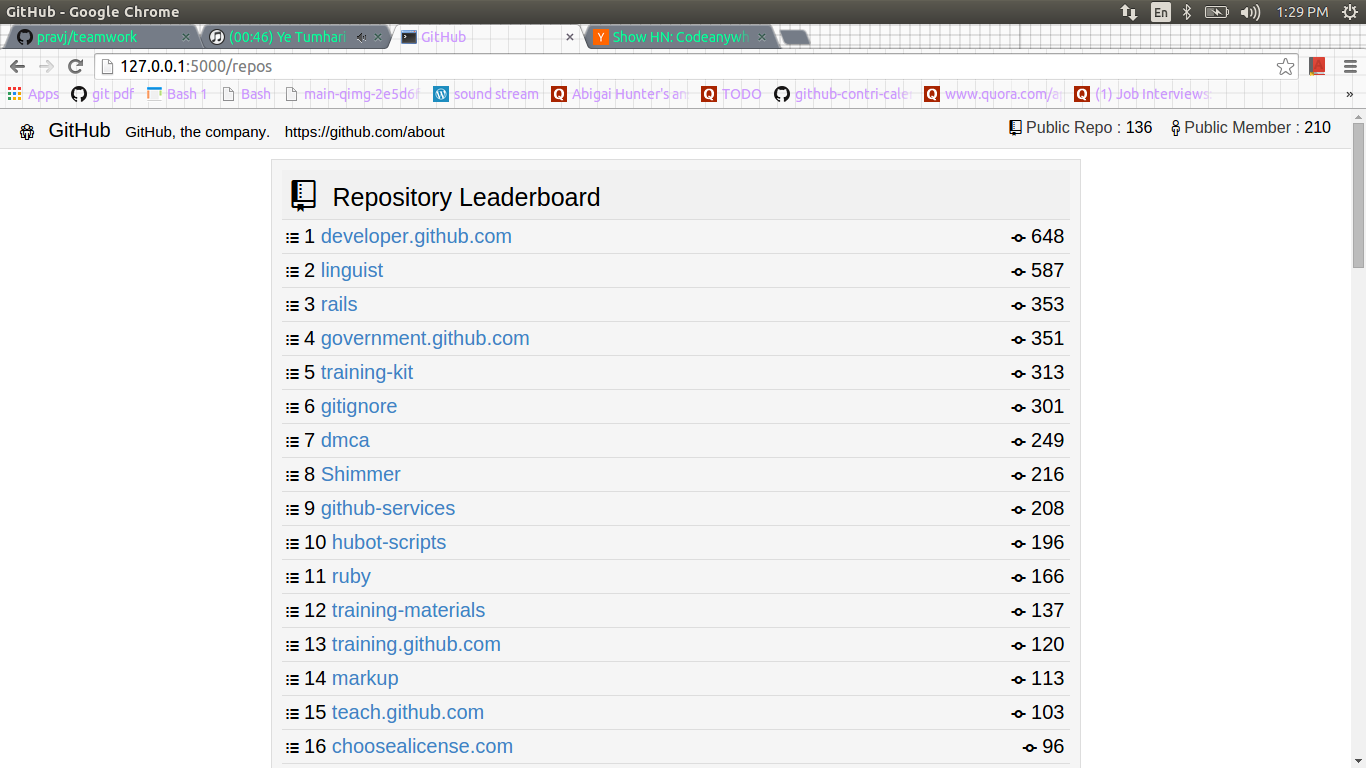 GitHub - Google Chrome En 1:29 PM
pravj/teamwork (00:46) Ye Tumhari GitHub Show HN: Codeanywh
127.0.0.1:5000/repos
Apps git pdf Bash 1 Bash main-qimg-2e5d6f sound stream Abigai Hunter's an TODO github-contri-cale www.quora.com/a (1) Job Interviews: »
GitHub GitHub, the company. https://github.com/about Public Repo : 136 Public Member : 210
Repository Leaderboard
1 developer.github.com 648
2 linguist 587
3 rails 353
4 government.github.com 351
5 training-kit 313
6 gitignore 301
7 dmca 249
8 Shimmer 216
9 github-services 208
10 hubot-scripts 196
11 ruby 166
12 training-materials 137
13 training.github.com 120
14 markup 113
15 teach.github.com 103
16 choosealicense.com 96